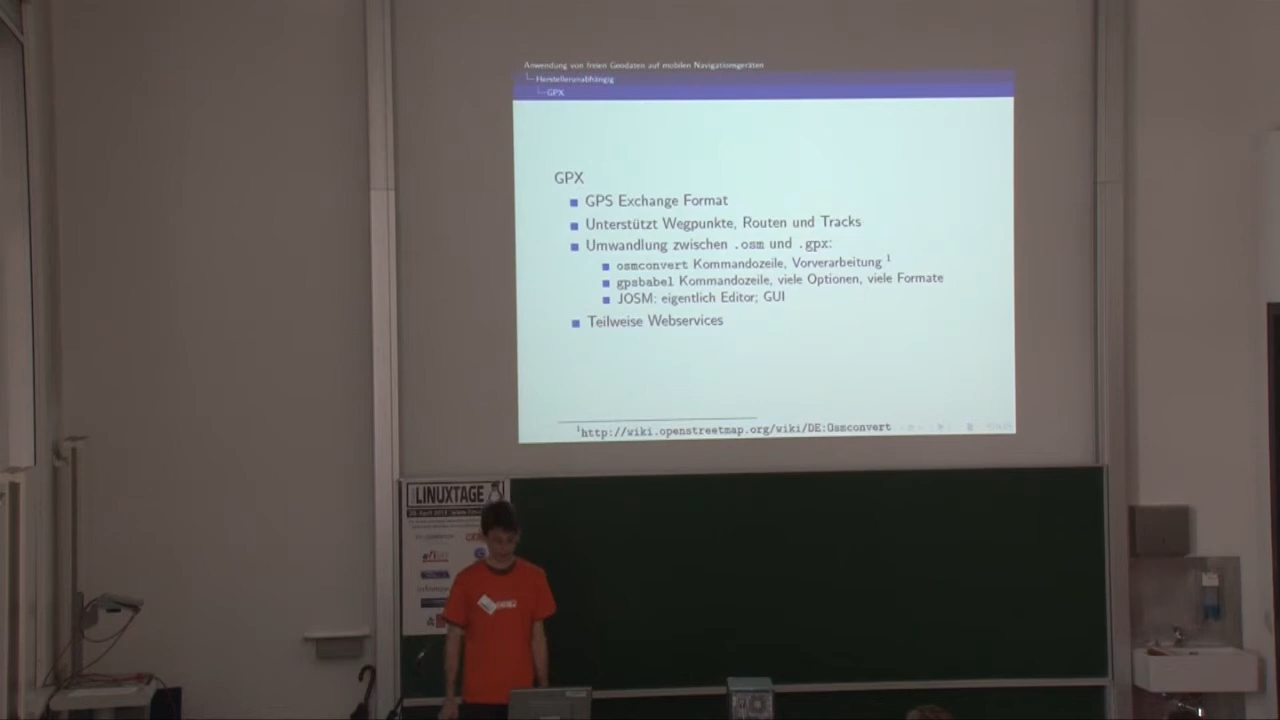 Anwendung von freien Geodaten auf mobilen Navigationsgeräten
Herstellerunabhängig
GPX
GPX
GPS Exchange Format
Unterstützt Wegpunkte, Routen und Tracks
Umwandlung zwischen .osm und .gpx:
osmconvert Kommandozeile, Vorverarbeitung 1
gpsbabel Kommandozeile, viele Optionen, viele Formate
JOSM: eigentlich Editor; GUI
Teilweise Webservices
1http://wiki.openstreetmap.org/wiki/DE:Osmconvert
LINUXTAGE